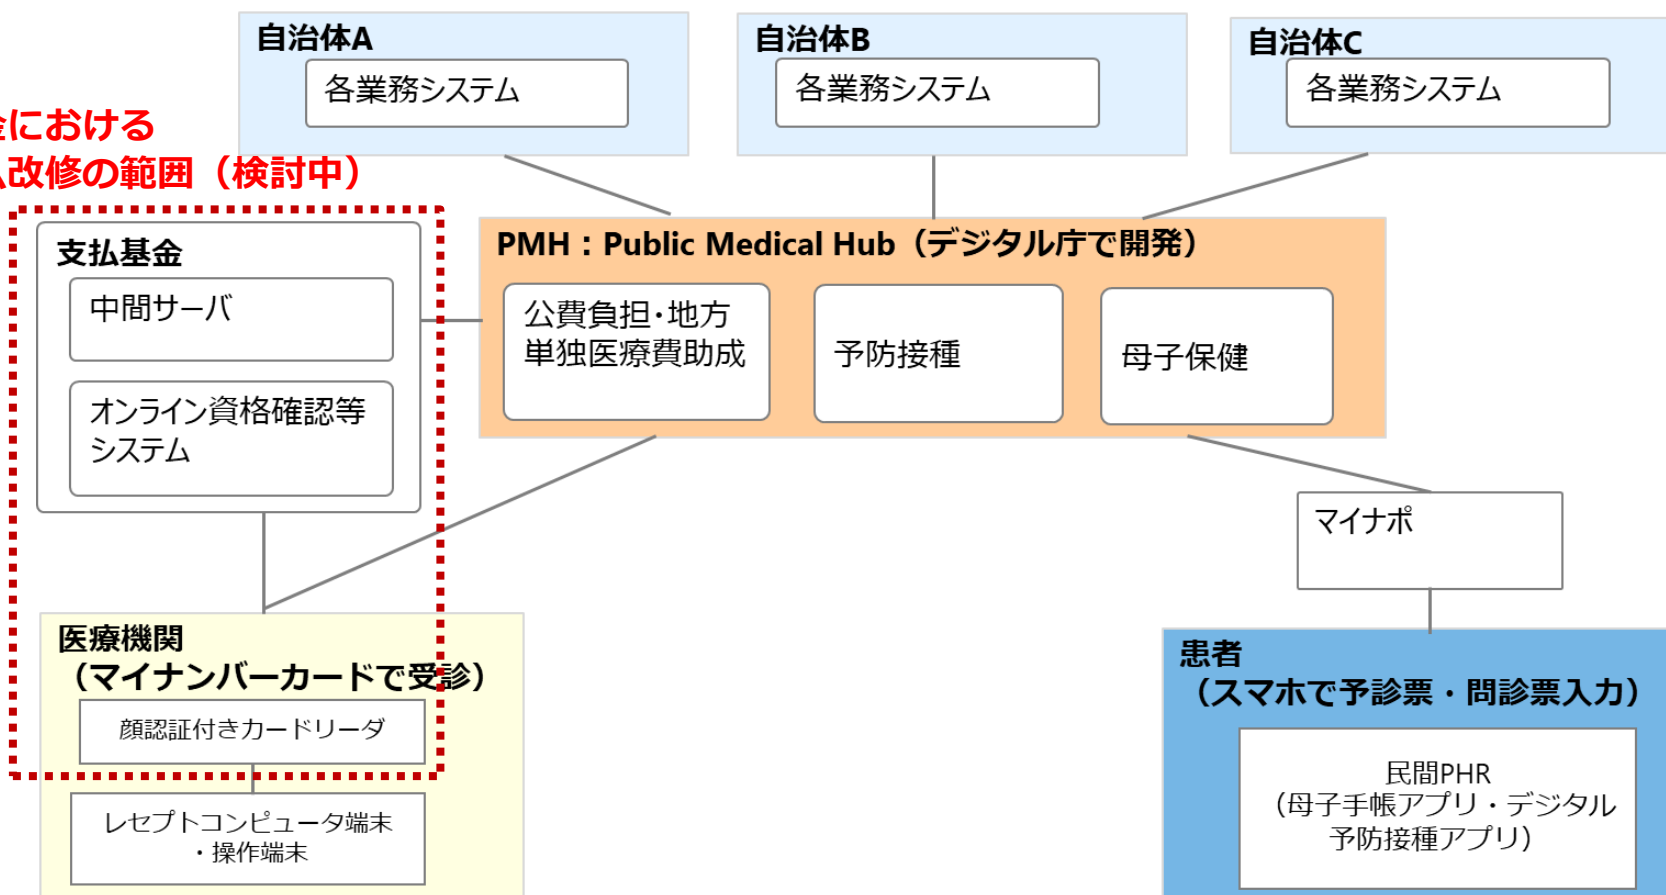 自治体A
各業務システム
自治体B
各業務システム
自治体C
各業務システム
金における
ム改修の範囲（検討中）
支払基金
中間サーバ
オンライン資格確認等
システム
PMH：Public Medical Hub（デジタル庁で開発）
公費負担・地方
単独医療費助成
予防接種
母子保健
マイナポ
医療機関
（マイナンバーカードで受診）
顔認証付きカードリーダ
レセプトコンピュータ端末
・操作端末
患者
（スマホで予診票・問診票入力）
民間PHR
（母子手帳アプリ・デジタル
予防接種アプリ）